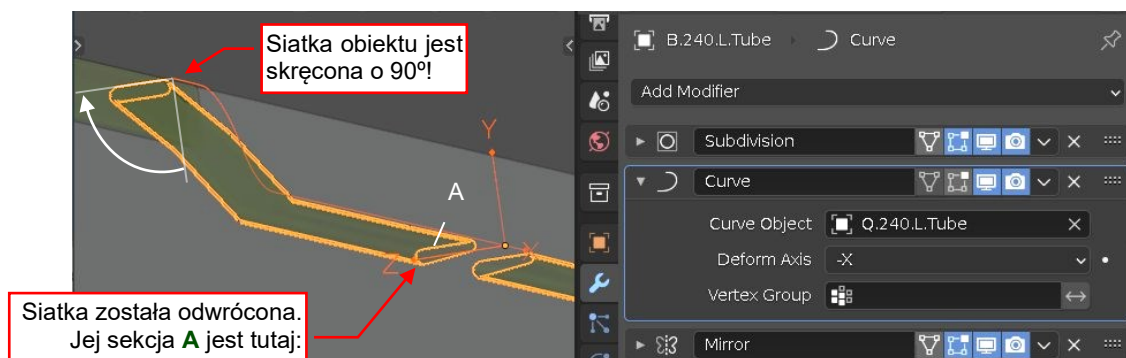 Siatka obiektu jest
skręcona o 90º!
A
Y
X
Z
Siatka została odwrócona.
Jej sekcja A jest tutaj:
B.240.L.Tube Curve
Add Modifier
Subdivision
Curve
Curve Object Q.240.L.Tube
Deform Axis -X
Vertex Group
Mirror